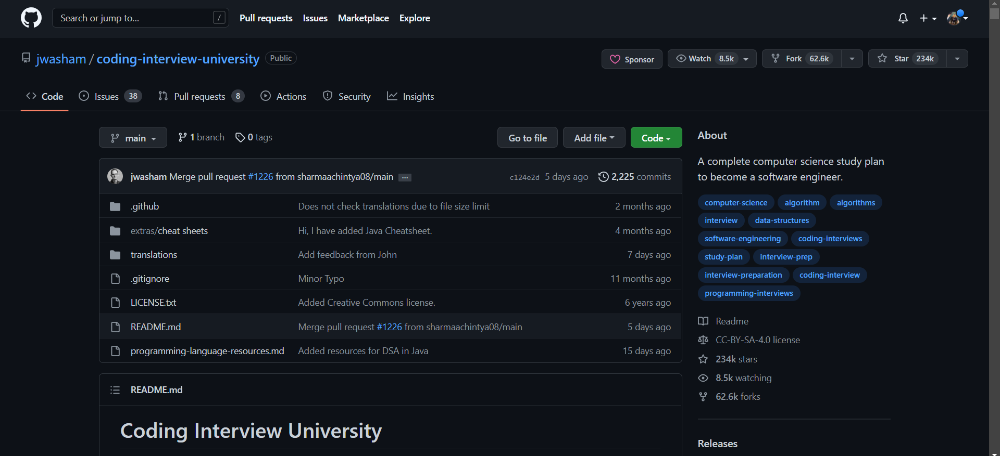 Search or jump to... /
Pull requests Issues Marketplace Explore
jwasham / coding-interview-university Public
Sponsor Watch 8.5k Fork 62.6k Star 234k
Code Issues 38 Pull requests 8 Actions Security Insights
main 1 branch 0 tags Go to file Add file Code
jwasham Merge pull request #1226 from sharmaachintya08/main ... c124e2d 5 days ago 2,225 commits
.github Does not check translations due to file size limit 2 months ago
extras/cheat sheets Hi, I have added Java Cheatsheet. 4 months ago
translations Add feedback from John 7 days ago
.gitignore Minor Typo 11 months ago
LICENSE.txt Added Creative Commons license. 6 years ago
README.md Merge pull request #1226 from sharmaachintya08/main 5 days ago
programming-language-resources.md Added resources for DSA in Java 15 days ago
README.md
Coding Interview University
About
A complete computer science study plan
to become a software engineer.
computer-science algorithm algorithms
interview data-structures
software-engineering coding-interviews
study-plan interview-prep
interview-preparation coding-interview
programming-interviews
Readme
CC-BY-SA-4.0 license
234k stars
8.5k watching
62.6k forks
Releases